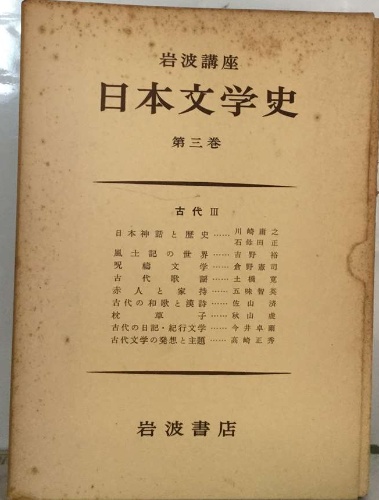 岩波講座
日本文学史
第三巻
古代 III
日本神話と歴史……川崎庸之
石母田正
風土記の世界……吉野裕
呪禱文学……倉野憲司
古代歌謡……土橋寛
赤人と家持……五味智英
古代の和歌と漢詩……佐山済
枕草子……秋山虔
古代の日記・紀行文学……今井卓爾
古代文学の発想と主題……高崎正秀
岩波書店